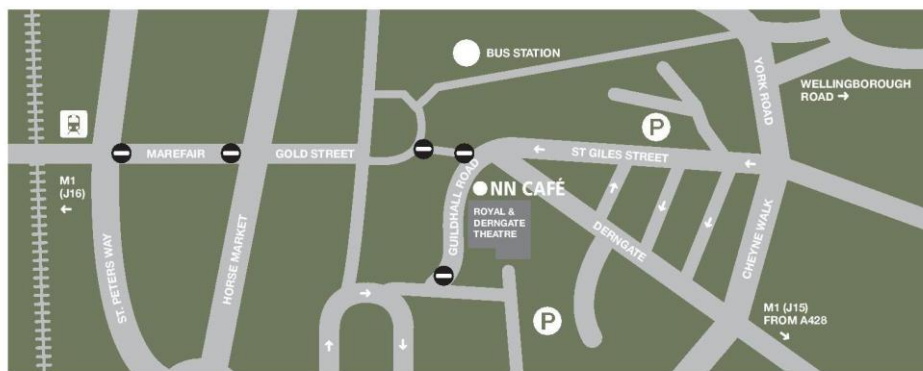 BUS STATION
YORK ROAD
WELLINGBOROUGH
ROAD →
P
MAREFAIR
GOLD STREET
ST GILES STREET
M1
(J16)
←
NN CAFÉ
GUILDHALL ROAD
ROYAL &
DERNGATE
THEATRE
DERNGATE
CHEYNE WALK
ST. PETERS WAY
HORSE MARKET
P
M1 (J15)
FROM A428